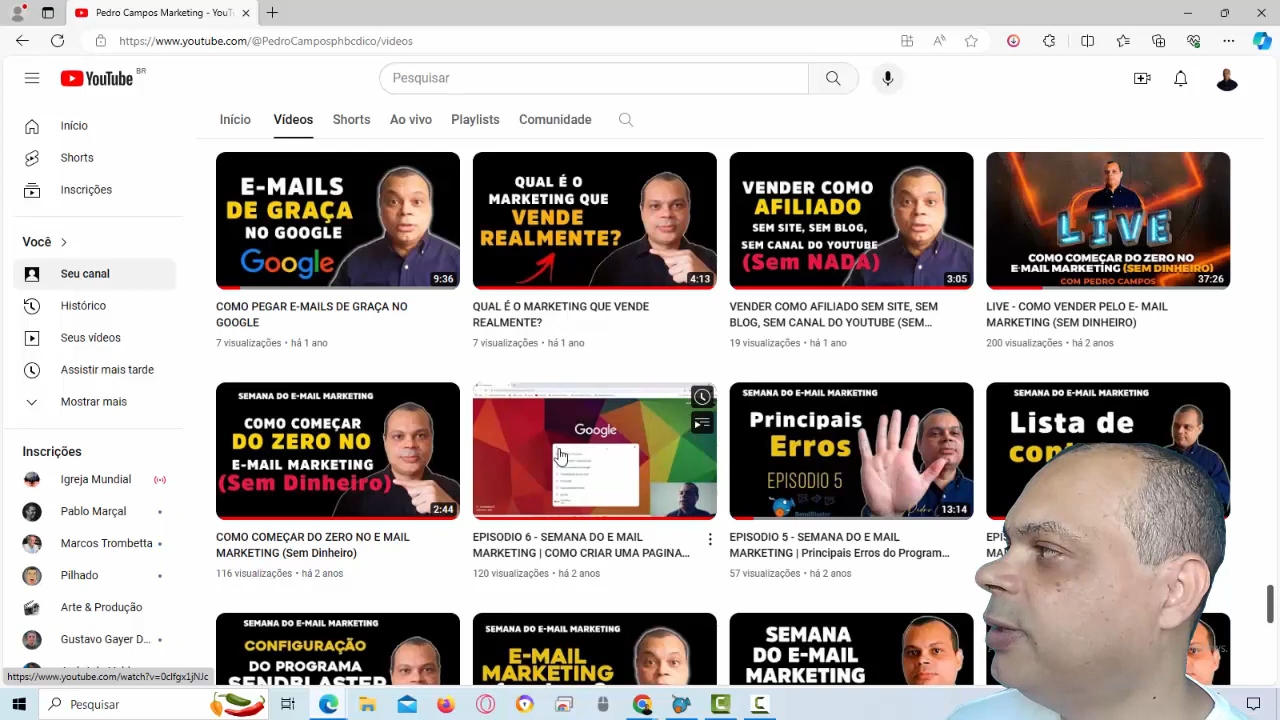 Pedro Campos Marketing - YouT
https://www.youtube.com/@PedroCamposphbcdico/videos
YouTube BR
Pesquisar
Início
Vídeos
Shorts
Ao vivo
Playlists
Comunidade
Início
Shorts
Inscrições
Você
Seu canal
Histórico
Seus vídeos
Assistir mais tarde
Mostrar mais
Inscrições
Igreja Mundial
Pablo Marçal
Marcos Trombetta
Pilhado
Arte & Produção
Gustavo Gayer D...
E-MAILS
DE GRAÇA
NO GOOGLE
Google
9:36
COMO PEGAR E-MAILS DE GRAÇA NO
GOOGLE
7 visualizações • há 1 ano
QUAL É O
MARKETING QUE
VENDE
REALMENTE?
4:13
QUAL É O MARKETING QUE VENDE
REALMENTE?
7 visualizações • há 1 ano
VENDER COMO
AFILIADO
SEM SITE, SEM BLOG,
SEM CANAL DO YOUTUBE
(Sem NADA)
3:05
VENDER COMO AFILIADO SEM SITE, SEM
BLOG, SEM CANAL DO YOUTUBE (SEM...
19 visualizações • há 1 ano
LIVE
COMO COMEÇAR DO ZERO NO
E-MAIL MARKETING (SEM DINHEIRO)
COM PEDRO CAMPOS
37:26
LIVE - COMO VENDER PELO E- MAIL
MARKETING (SEM DINHEIRO)
200 visualizações • há 2 anos
SEMANA DO E-MAIL MARKETING
COMO COMEÇAR
DO ZERO NO
E-MAIL MARKETING
(Sem Dinheiro)
2:44
COMO COMEÇAR DO ZERO NO E MAIL
MARKETING (Sem Dinheiro)
116 visualizações • há 2 anos
Google
EPISODIO 6 - SEMANA DO E MAIL
MARKETING | COMO CRIAR UMA PAGINA...
120 visualizações • há 2 anos
SEMANA DO E-MAIL MARKETING
Principais
Erros
EPISODIO 5
SendBlaster
13:14
EPISODIO 5 - SEMANA DO E MAIL
MARKETING | Principais Erros do Program...
57 visualizações • há 2 anos
SEMANA DO E-MAIL MARKETING
Lista de
SEMANA DO E-MAIL MARKETING
CONFIGURAÇÃO
DO PROGRAMA
SENDBLASTER
SEMANA DO E-MAIL MARKETING
E-MAIL
MARKETING
SEMANA
DO E-MAIL
MARKETING
https://www.youtube.com/watch?v=0clfgx1jNJc
Pesquisar